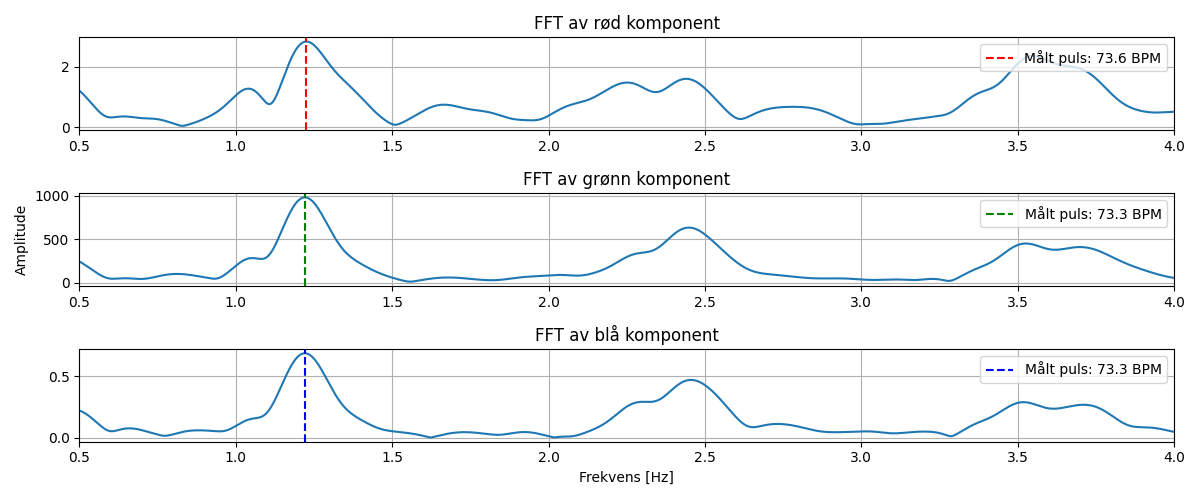 FFT av rød komponent
2
0
Målt puls: 73.6 BPM
0.5 1.0 1.5 2.0 2.5 3.0 3.5 4.0
FFT av grønn komponent
Amplitude
1000
500
0
Målt puls: 73.3 BPM
0.5 1.0 1.5 2.0 2.5 3.0 3.5 4.0
FFT av blå komponent
0.5
0.0
Målt puls: 73.3 BPM
0.5 1.0 1.5 2.0 2.5 3.0 3.5 4.0
Frekvens [Hz]